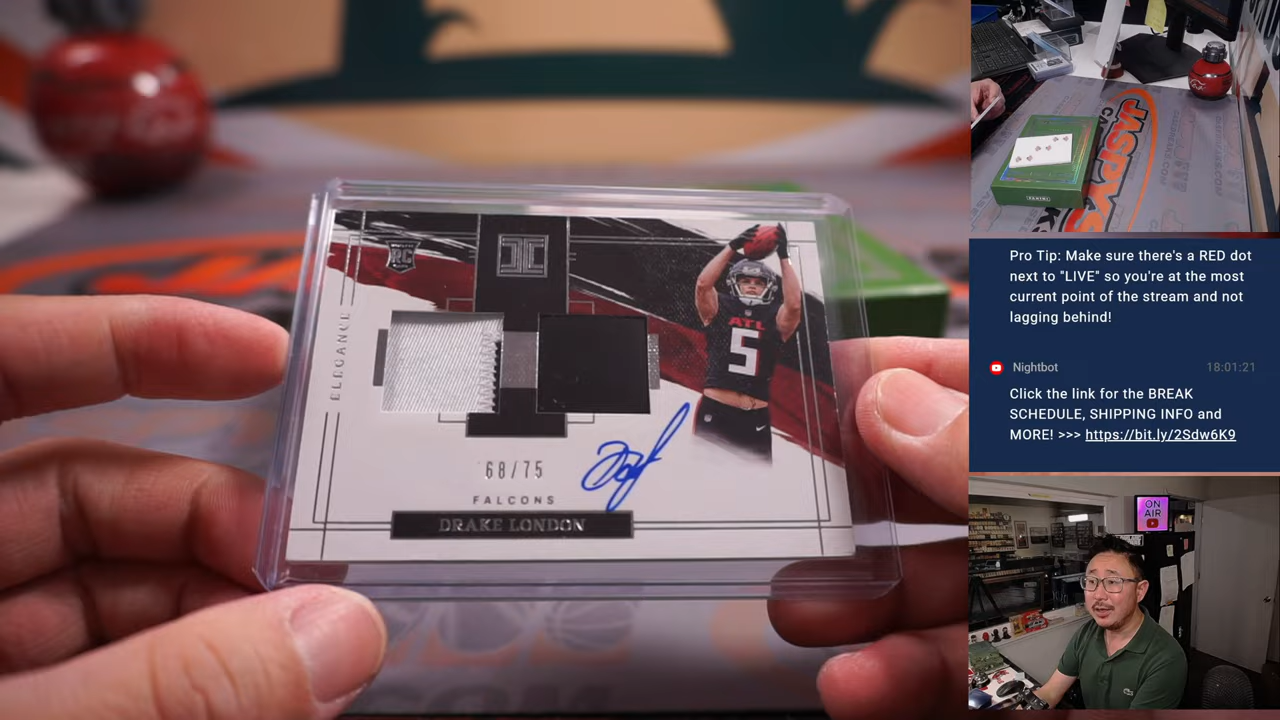 RC
ELEGANCE
ATL
5
68/75
FALCONS
DRAKE LONDON
JASPYS
PANINI
Pro Tip: Make sure there's a RED dot
next to "LIVE" so you're at the most
current point of the stream and not
lagging behind!
Nightbot
18:01:21
Click the link for the BREAK
SCHEDULE, SHIPPING INFO and
MORE! >>> https://bit.ly/2Sdw6K9
ON
AIR